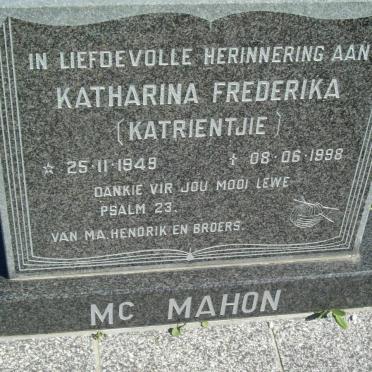 IN LIEFDEVOLLE HERINNERING AAN
KATHARINA FREDERIKA
(KATRIENTJIE)
☆ 25-11-1949 † 08-06-1998
DANKIE VIR JOU MOOI LEWE
PSALM 23.
VAN MA, HENDRIK EN BROERS.
MC MAHON